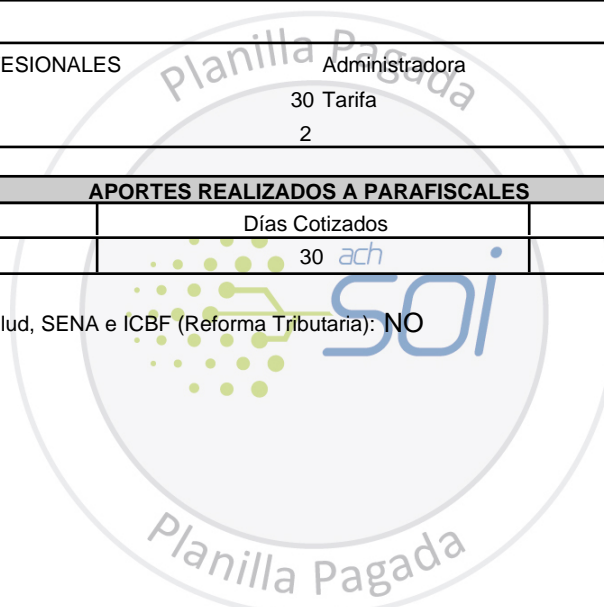 Planilla Pagada
ESIONALES Administradora
30 Tarifa
2
APORTES REALIZADOS A PARAFISCALES
Días Cotizados
30
ach
soi
lud, SENA e ICBF (Reforma Tributaria): NO
Planilla Pagada